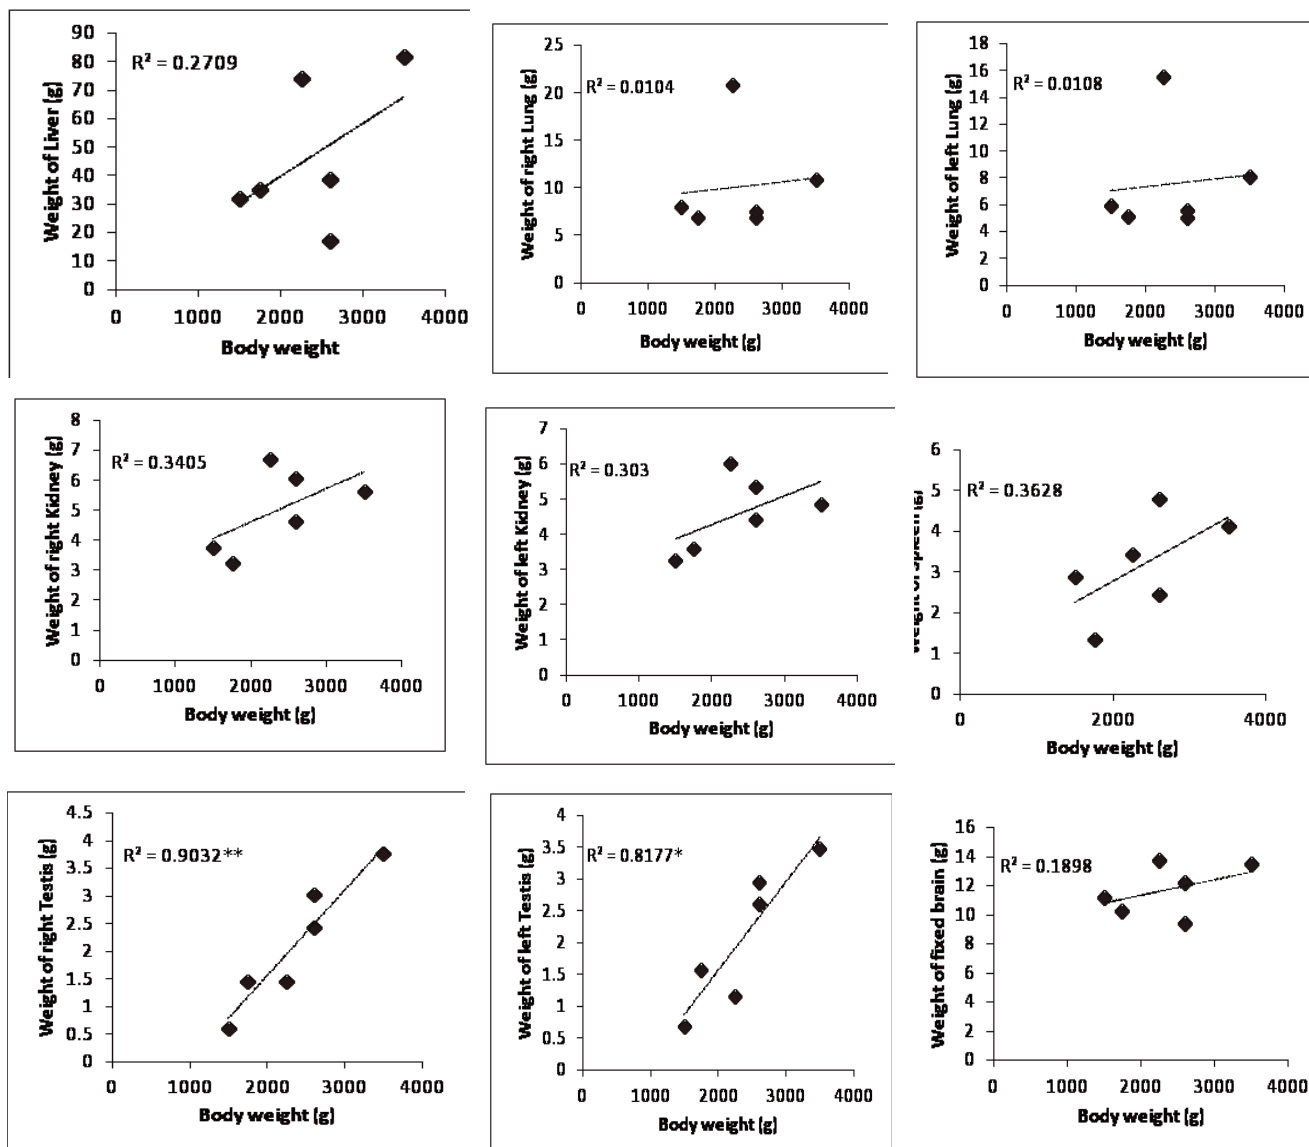 Weight of Liver (g)
90
80
70
60
50
40
30
20
10
0
R² = 0.2709
0 1000 2000 3000 4000
Body weight
Weight of right Lung (g)
25
20
15
10
5
0
R² = 0.0104
0 1000 2000 3000 4000
Body weight (g)
Weight of left Lung (g)
18
16
14
12
10
8
6
4
2
0
R² = 0.0108
0 1000 2000 3000 4000
Body weight (g)
Weight of right Kidney (g)
8
7
6
5
4
3
2
1
0
R² = 0.3405
0 1000 2000 3000 4000
Body weight (g)
Weight of left Kidney (g)
7
6
5
4
3
2
1
0
R² = 0.303
0 1000 2000 3000 4000
Body weight (g)
Weight of spleen (g)
6
5
4
3
2
1
0
R² = 0.3628
0 2000 4000
Body weight (g)
Weight of right Testis (g)
4.5
4
3.5
3
2.5
2
1.5
1
0.5
0
R² = 0.9032**
0 1000 2000 3000 4000
Body weight (g)
Weight of left Testis (g)
4
3.5
3
2.5
2
1.5
1
0.5
0
R² = 0.8177*
0 1000 2000 3000 4000
Body weight (g)
Weight of fixed brain (g)
16
14
12
10
8
6
4
2
0
R² = 0.1898
0 1000 2000 3000 4000
Body weight (g)